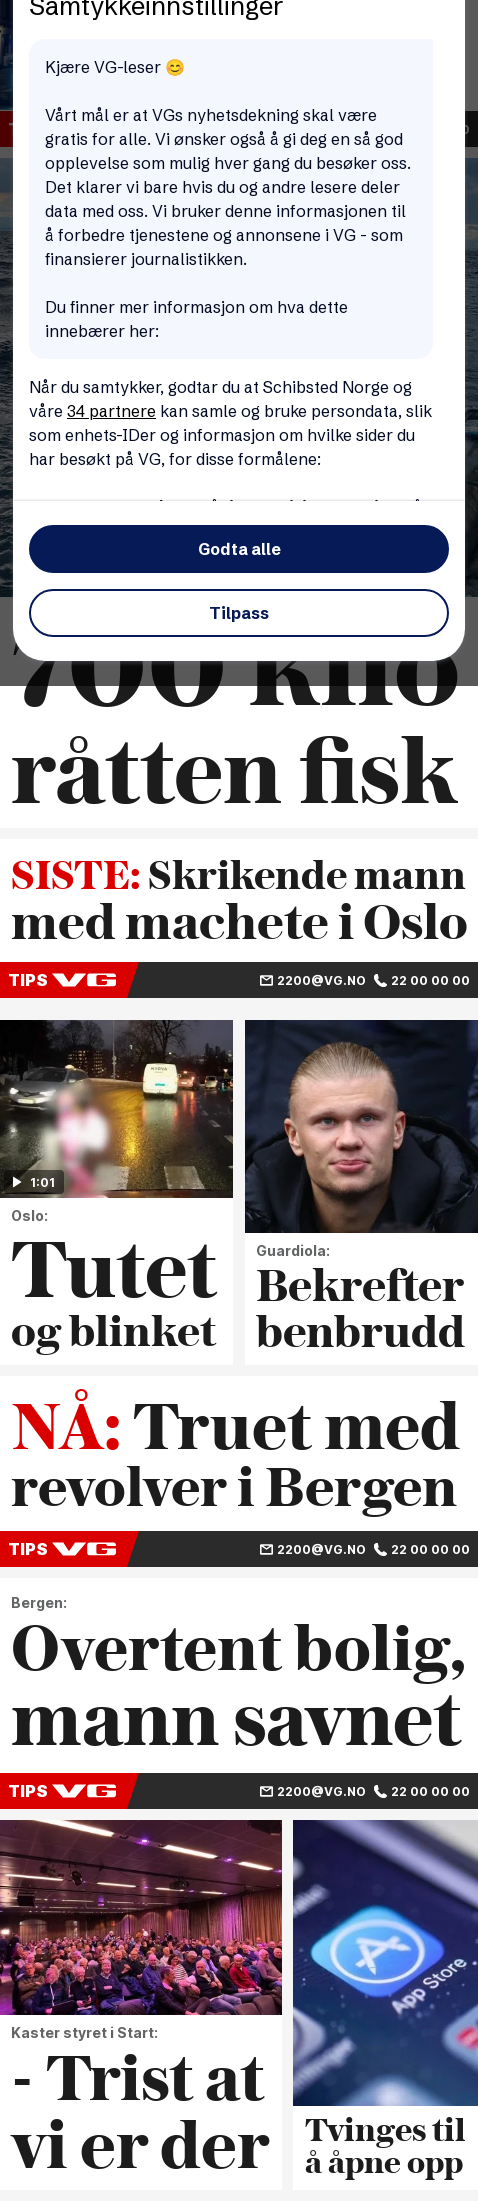 Samtykkeinnstillinger
Kjære VG-leser 😊
Vårt mål er at VGs nyhetsdekning skal være
gratis for alle. Vi ønsker også å gi deg en så god
opplevelse som mulig hver gang du besøker oss.
Det klarer vi bare hvis du og andre lesere deler
data med oss. Vi bruker denne informasjonen til
å forbedre tjenestene og annonsene i VG - som
finansierer journalistikken.
Du finner mer informasjon om hva dette
innebærer her:
Når du samtykker, godtar du at Schibsted Norge og
våre 34 partnere kan samle og bruke persondata, slik
som enhets-IDer og informasjon om hvilke sider du
har besøkt på VG, for disse formålene:
Godta alle
Tilpass
700 kilo
råtten fisk
SISTE: Skrikende mann
med machete i Oslo
TIPS VG 2200@VG.NO 22 00 00 00
1:01
Oslo:
Tutet
og blinket
Guardiola:
Bekrefter
benbrudd
NÅ: Truet med
revolver i Bergen
TIPS VG 2200@VG.NO 22 00 00 00
Bergen:
Overtent bolig,
mann savnet
TIPS VG 2200@VG.NO 22 00 00 00
Kaster styret i Start:
- Trist at
vi er der
App Store
Tvinges til
å åpne opp